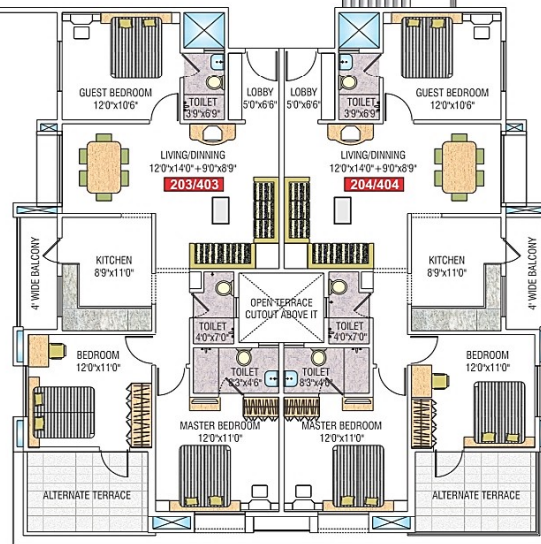 GUEST BEDROOM
12'0"x10'6"
TOILET
3'9"x6'9"
LOBBY
5'0"x6'6"
LOBBY
5'0"x6'6"
TOILET
3'9"x6'9"
GUEST BEDROOM
12'0"x10'6"
LIVING/DINNING
12'0"x14'0"+9'0"x8'9"
203/403
LIVING/DINNING
12'0"x14'0"+9'0"x8'9"
204/404
4' WIDE BALCONY
KITCHEN
8'9"x11'0"
OPEN TERRACE
CUTOUT ABOVE IT
KITCHEN
8'9"x11'0"
4' WIDE BALCONY
TOILET
4'0"x7'0"
TOILET
4'0"x7'0"
BEDROOM
12'0"x11'0"
TOILET
8'3"x4'6"
TOILET
8'3"x4'6"
BEDROOM
12'0"x11'0"
MASTER BEDROOM
12'0"x11'0"
MASTER BEDROOM
12'0"x11'0"
ALTERNATE TERRACE
ALTERNATE TERRACE